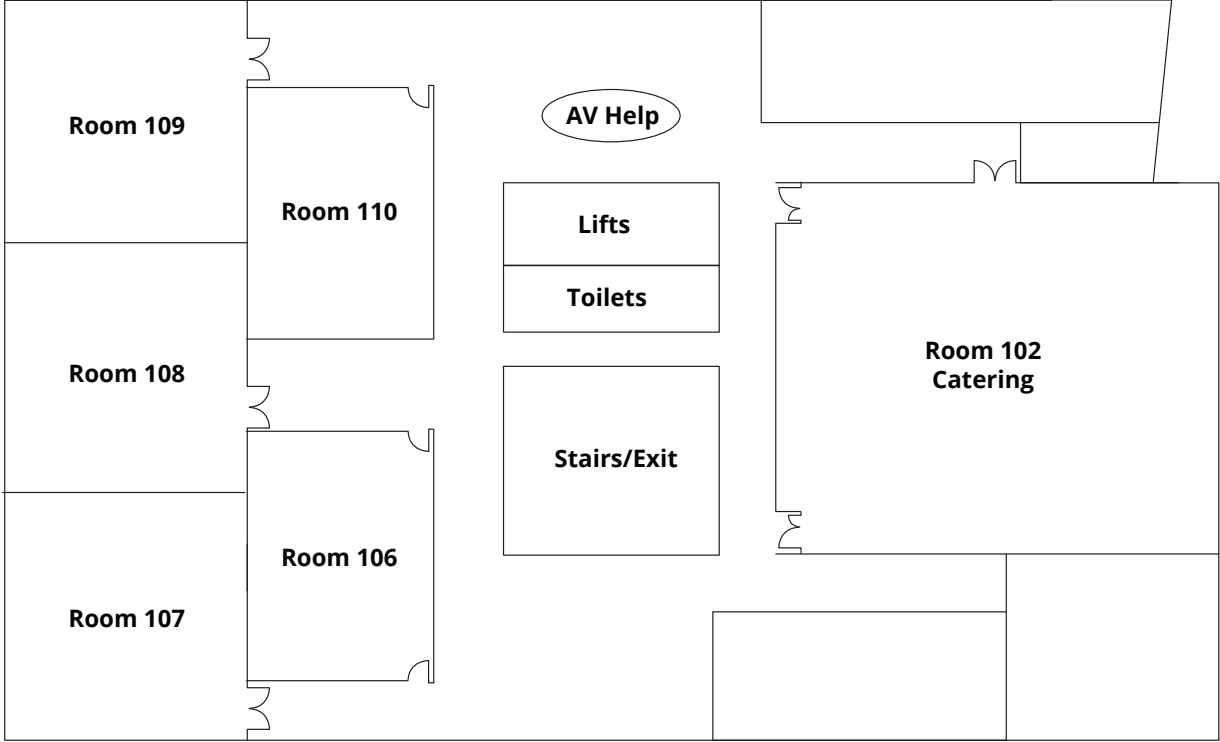 Room 109
AV Help
Room 110
Lifts
Toilets
Room 108
Room 102
Catering
Stairs/Exit
Room 106
Room 107